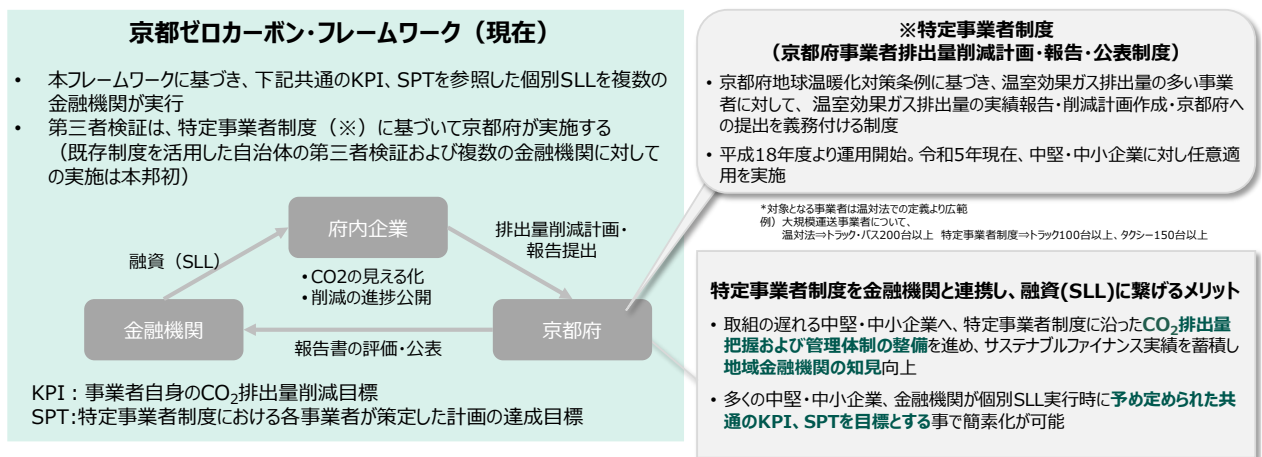 京都ゼロカーボン・フレームワーク（現在）
• 本フレームワークに基づき、下記共通のKPI、SPTを参照した個別SLLを複数の
金融機関が実行
• 第三者検証は、特定事業者制度（※）に基づいて京都府が実施する
（既存制度を活用した自治体の第三者検証および複数の金融機関に対して
の実施は本邦初）
府内企業
融資（SLL）
排出量削減計画・
報告提出
•CO2の見える化
•削減の進捗公開
金融機関
京都府
報告書の評価・公表
KPI：事業者自身のCO₂排出量削減目標
SPT:特定事業者制度における各事業者が策定した計画の達成目標
※特定事業者制度
（京都府事業者排出量削減計画・報告・公表制度）
• 京都府地球温暖化対策条例に基づき、温室効果ガス排出量の多い事業
者に対して、温室効果ガス排出量の実績報告・削減計画作成・京都府へ
の提出を義務付ける制度
• 平成18年度より運用開始。令和5年現在、中堅・中小企業に対し任意適
用を実施
*対象となる事業者は温対法での定義より広範
例）大規模運送事業者について、
温対法⇒トラック・バス200台以上 特定事業者制度⇒トラック100台以上、タクシー150台以上
特定事業者制度を金融機関と連携し、融資(SLL)に繋げるメリット
• 取組の遅れる中堅・中小企業へ、特定事業者制度に沿ったCO₂排出量
把握および管理体制の整備を進め、サステナブルファイナンス実績を蓄積し
地域金融機関の知見向上
• 多くの中堅・中小企業、金融機関が個別SLL実行時に予め定められた共
通のKPI、SPTを目標とする事で簡素化が可能